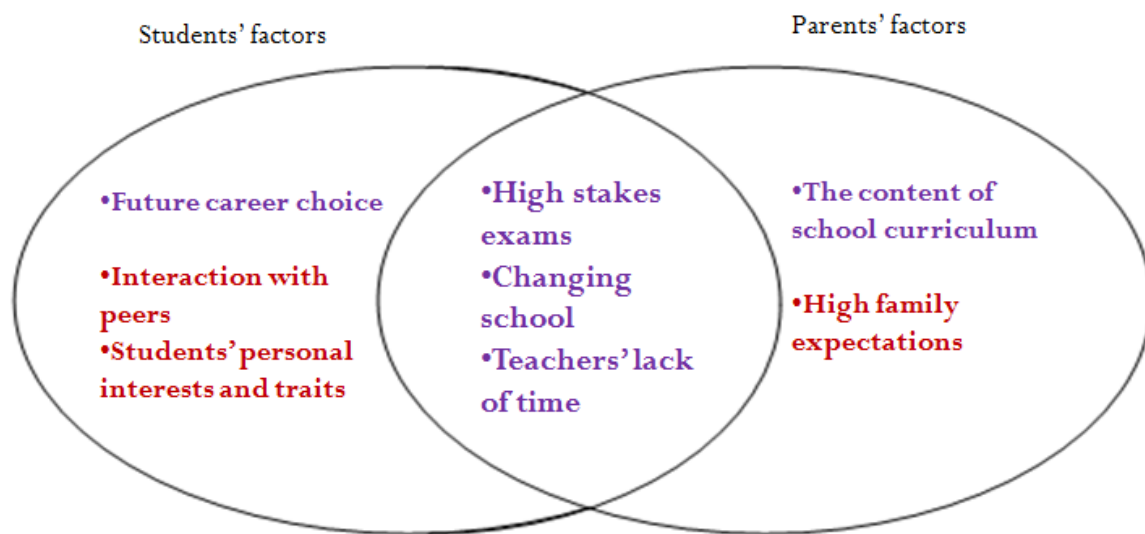 Students’ factors
Parents’ factors
•Future career choice
•Interaction with
peers
•Students’ personal
interests and traits
•High stakes
exams
•Changing
school
•Teachers’ lack
of time
•The content of
school curriculum
•High family
expectations